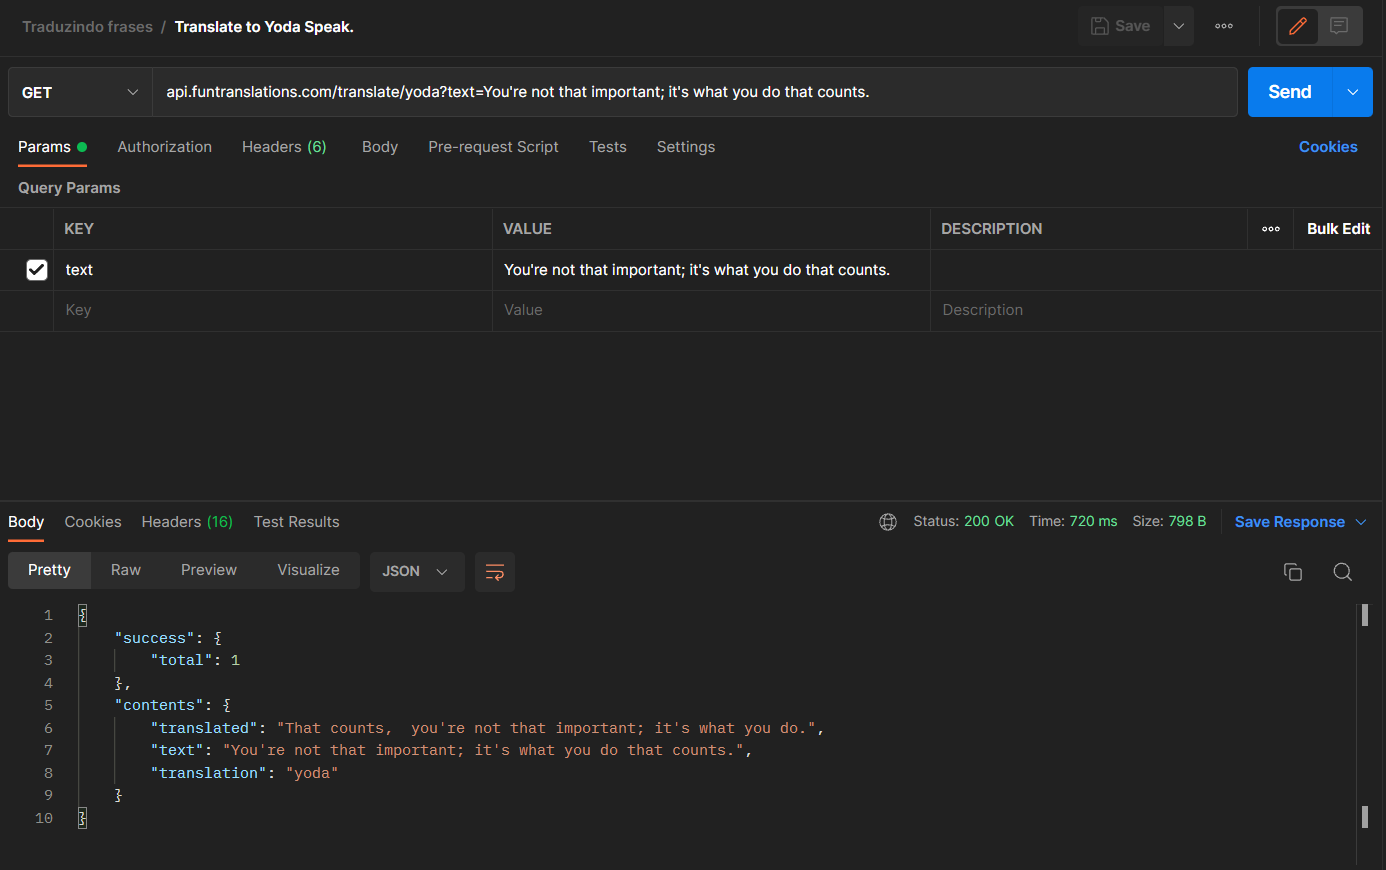 Traduzindo frases / Translate to Yoda Speak.
Save
GET
api.funtranslations.com/translate/yoda?text=You're not that important; it's what you do that counts.
Send
Params Authorization Headers (6) Body Pre-request Script Tests Settings Cookies
Query Params
KEY VALUE DESCRIPTION Bulk Edit
text You're not that important; it's what you do that counts.
Key Value Description
Body Cookies Headers (16) Test Results Status: 200 OK Time: 720 ms Size: 798 B Save Response
Pretty Raw Preview Visualize JSON
1 {
2 "success": {
3 "total": 1
4 },
5 "contents": {
6 "translated": "That counts,  you're not that important; it's what you do.",
7 "text": "You're not that important; it's what you do that counts.",
8 "translation": "yoda"
9 }
10 }